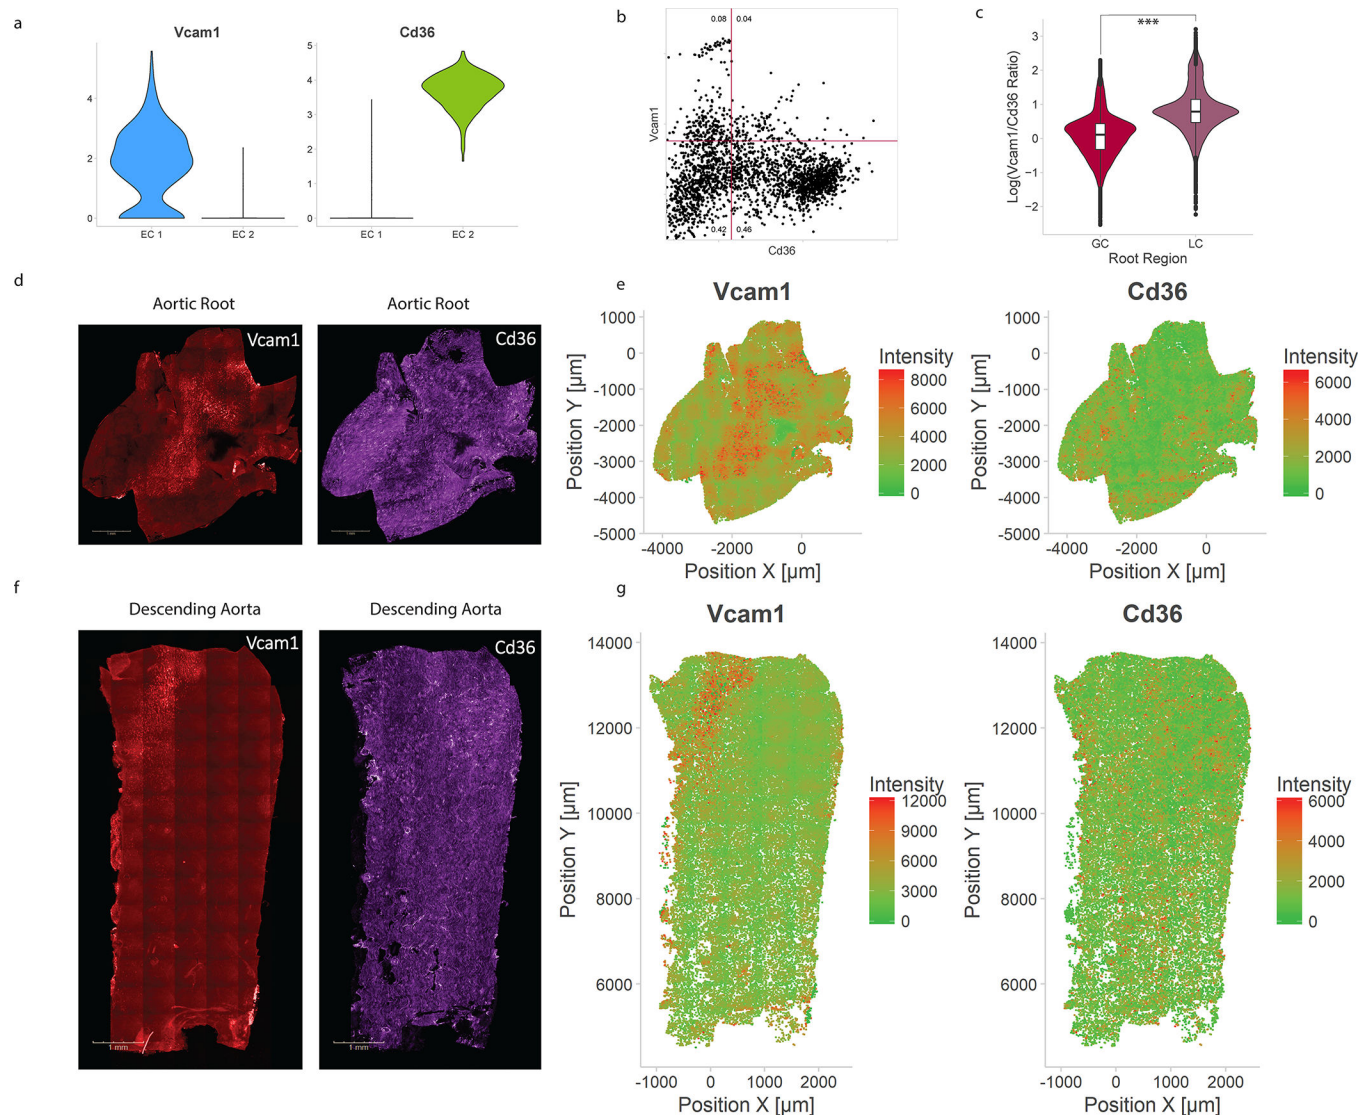 a
Vcam1
Cd36
4
2
0
EC 1
EC 2
5
4
3
2
1
0
EC 1
EC 2
b
0.08
0.04
Vcam1
0.42
0.46
Cd36
c
***
Log(Vcam1/Cd36 Ratio)
3
2
1
0
−1
−2
GC
LC
Root Region
d
Aortic Root
Vcam1
1 mm
Aortic Root
Cd36
1 mm
e
Vcam1
Position Y [µm]
1000
0
-1000
-2000
-3000
-4000
-5000
-4000
-2000
0
Position X [µm]
Intensity
8000
6000
4000
2000
0
Cd36
Position Y [µm]
1000
0
-1000
-2000
-3000
-4000
-5000
-4000
-2000
0
Position X [µm]
Intensity
6000
4000
2000
0
f
Descending Aorta
Vcam1
1 mm
Descending Aorta
Cd36
1 mm
g
Vcam1
Position Y [µm]
14000
12000
10000
8000
6000
-1000
0
1000
2000
Position X [µm]
Intensity
12000
9000
6000
3000
0
Cd36
Position Y [µm]
14000
12000
10000
8000
6000
-1000
0
1000
2000
Position X [µm]
Intensity
6000
4000
2000
0